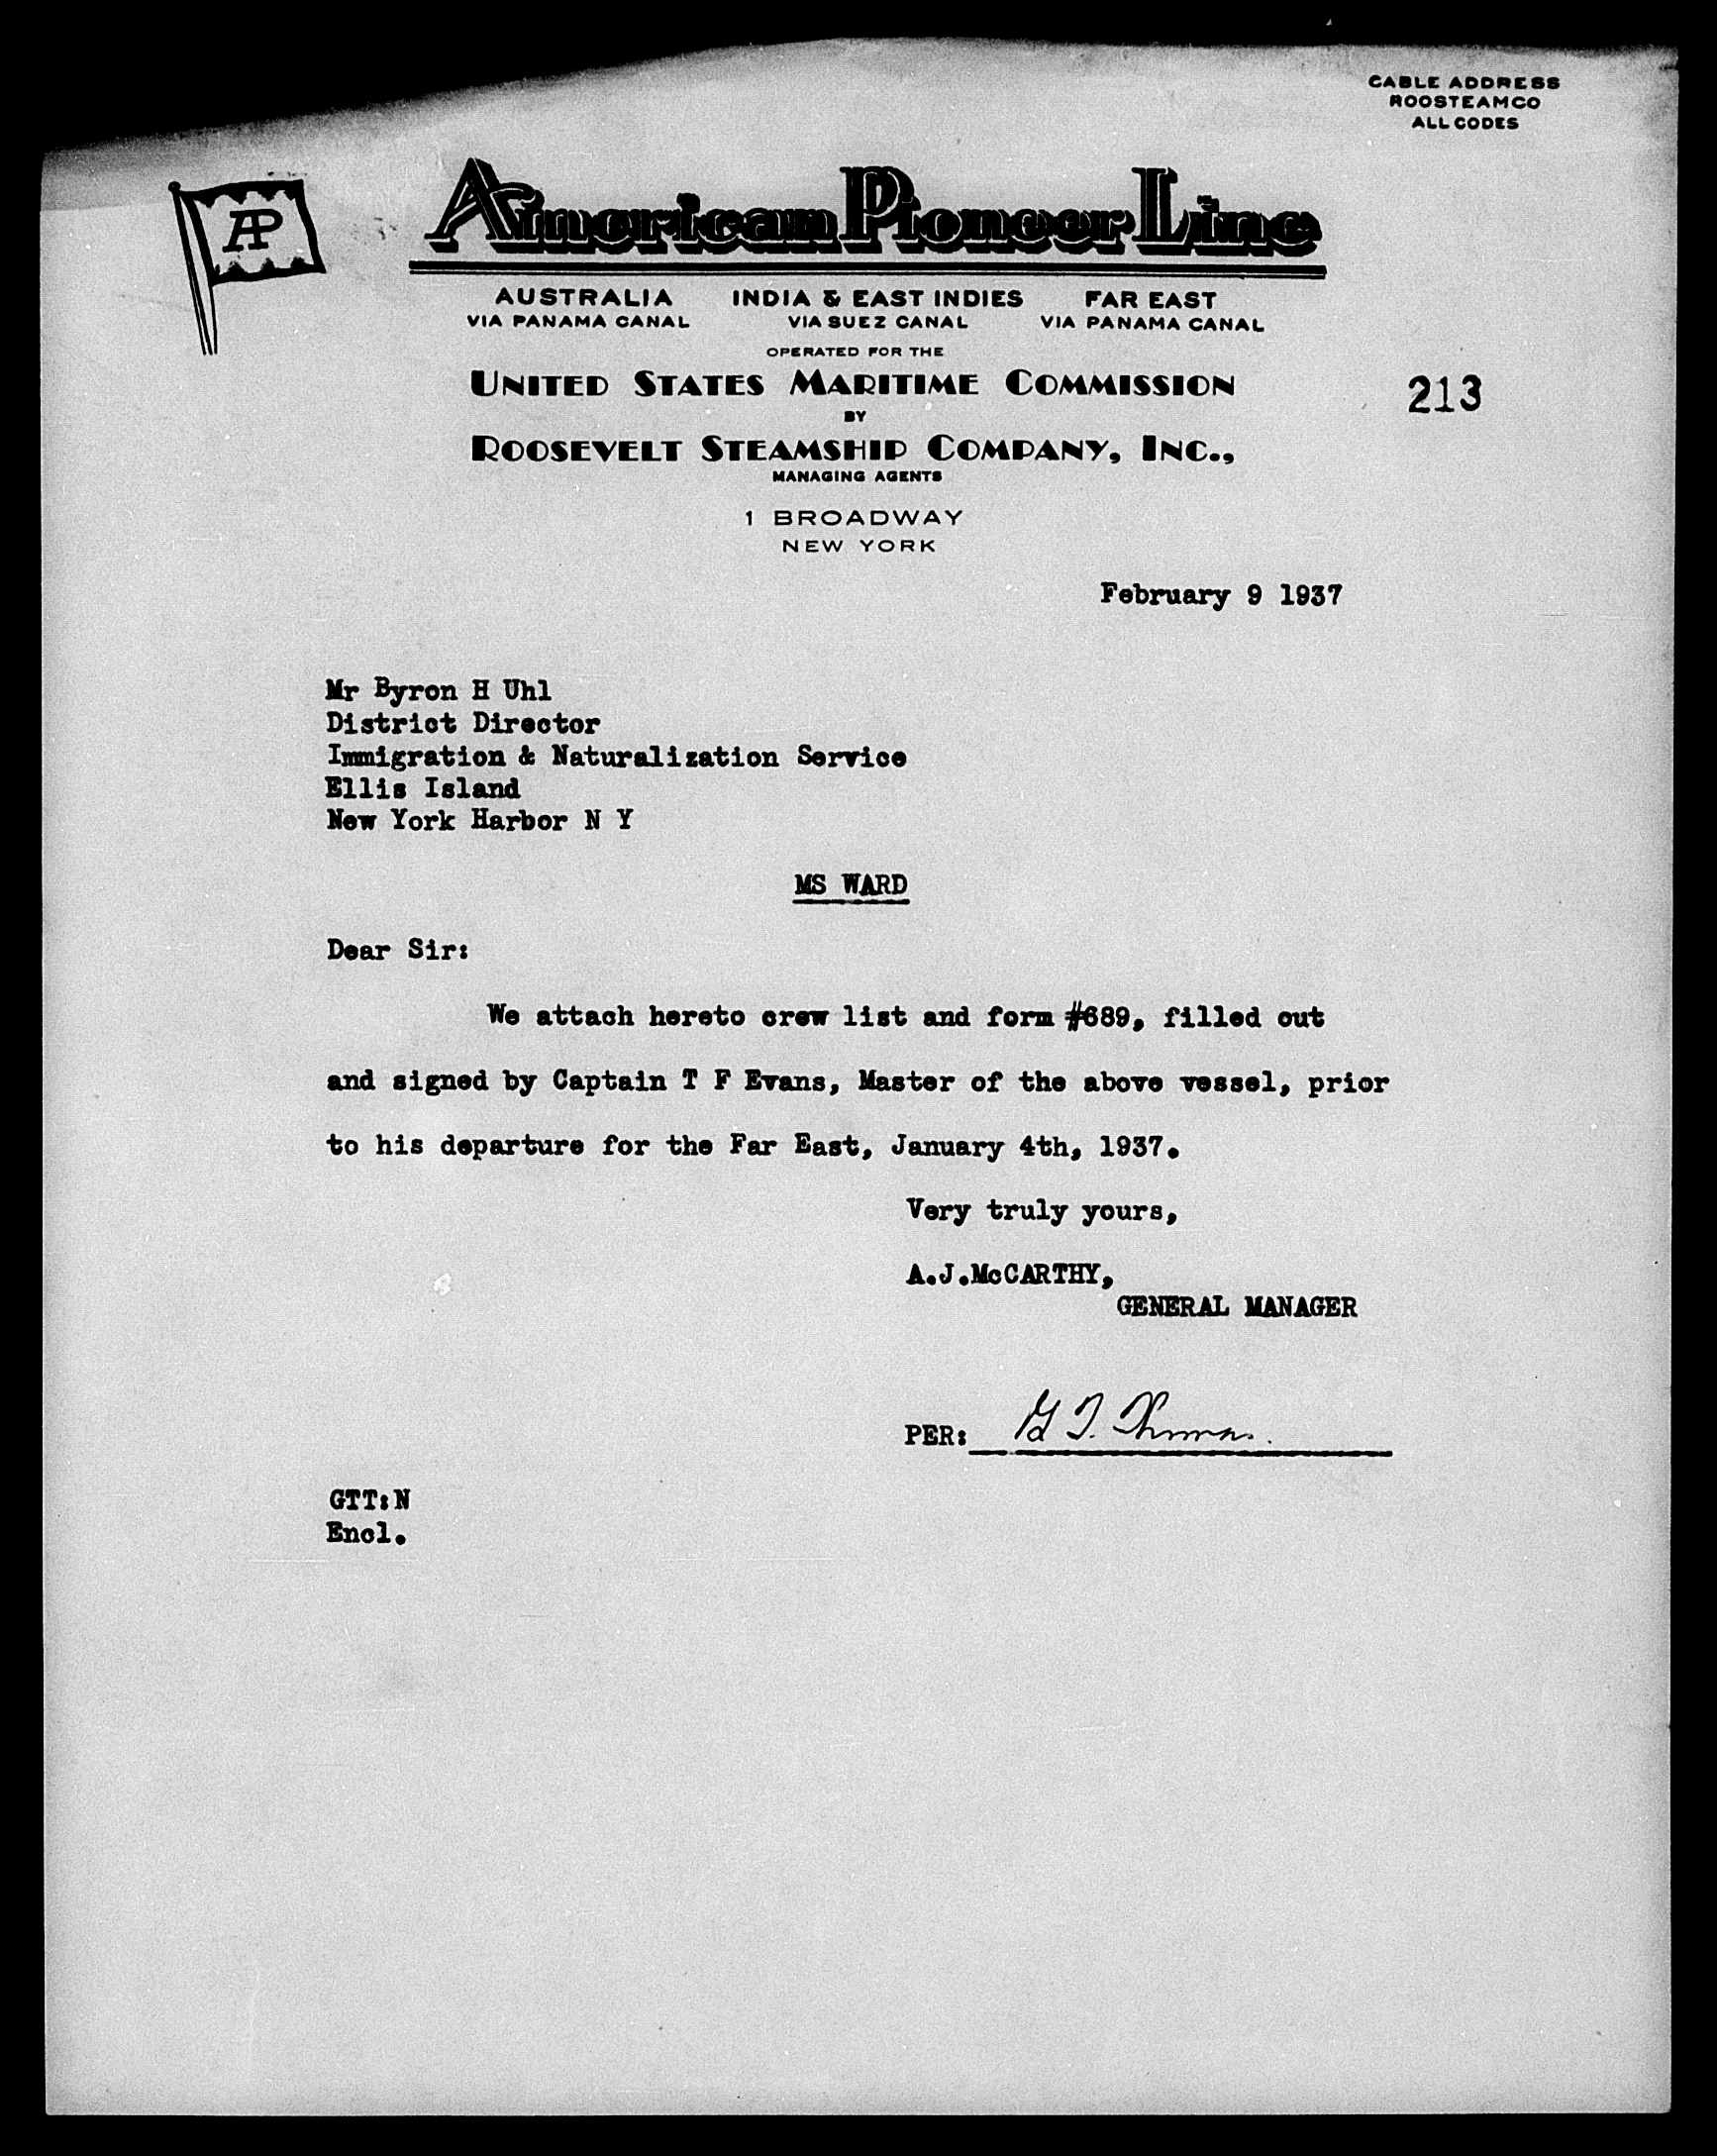 CABLE ADDRESS
ROOSTEAMCO
ALL CODES
AP
American Pioneer Line
AUSTRALIA INDIA & EAST INDIES FAR EAST
VIA PANAMA CANAL VIA SUEZ CANAL VIA PANAMA CANAL
OPERATED FOR THE
UNITED STATES MARITIME COMMISSION
213
BY
ROOSEVELT STEAMSHIP COMPANY, INC.,
MANAGING AGENTS
1 BROADWAY
NEW YORK
February 9 1937
Mr Byron H Uhl
District Director
Immigration & Naturalization Service
Ellis Island
New York Harbor N Y
MS WARD
Dear Sir:
We attach hereto crew list and form #689, filled out
and signed by Captain T F Evans, Master of the above vessel, prior
to his departure for the Far East, January 4th, 1937.
Very truly yours,
A.J.McCARTHY,
GENERAL MANAGER
PER: G T. Thomas.
GTT:N
Encl.